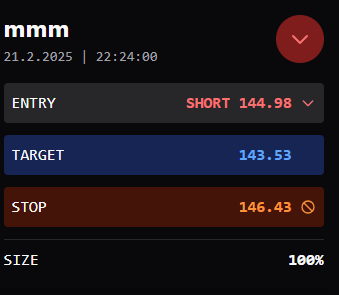 mmm
21.2.2025 | 22:24:00
ENTRY SHORT 144.98
TARGET 143.53
STOP 146.43
SIZE 100%